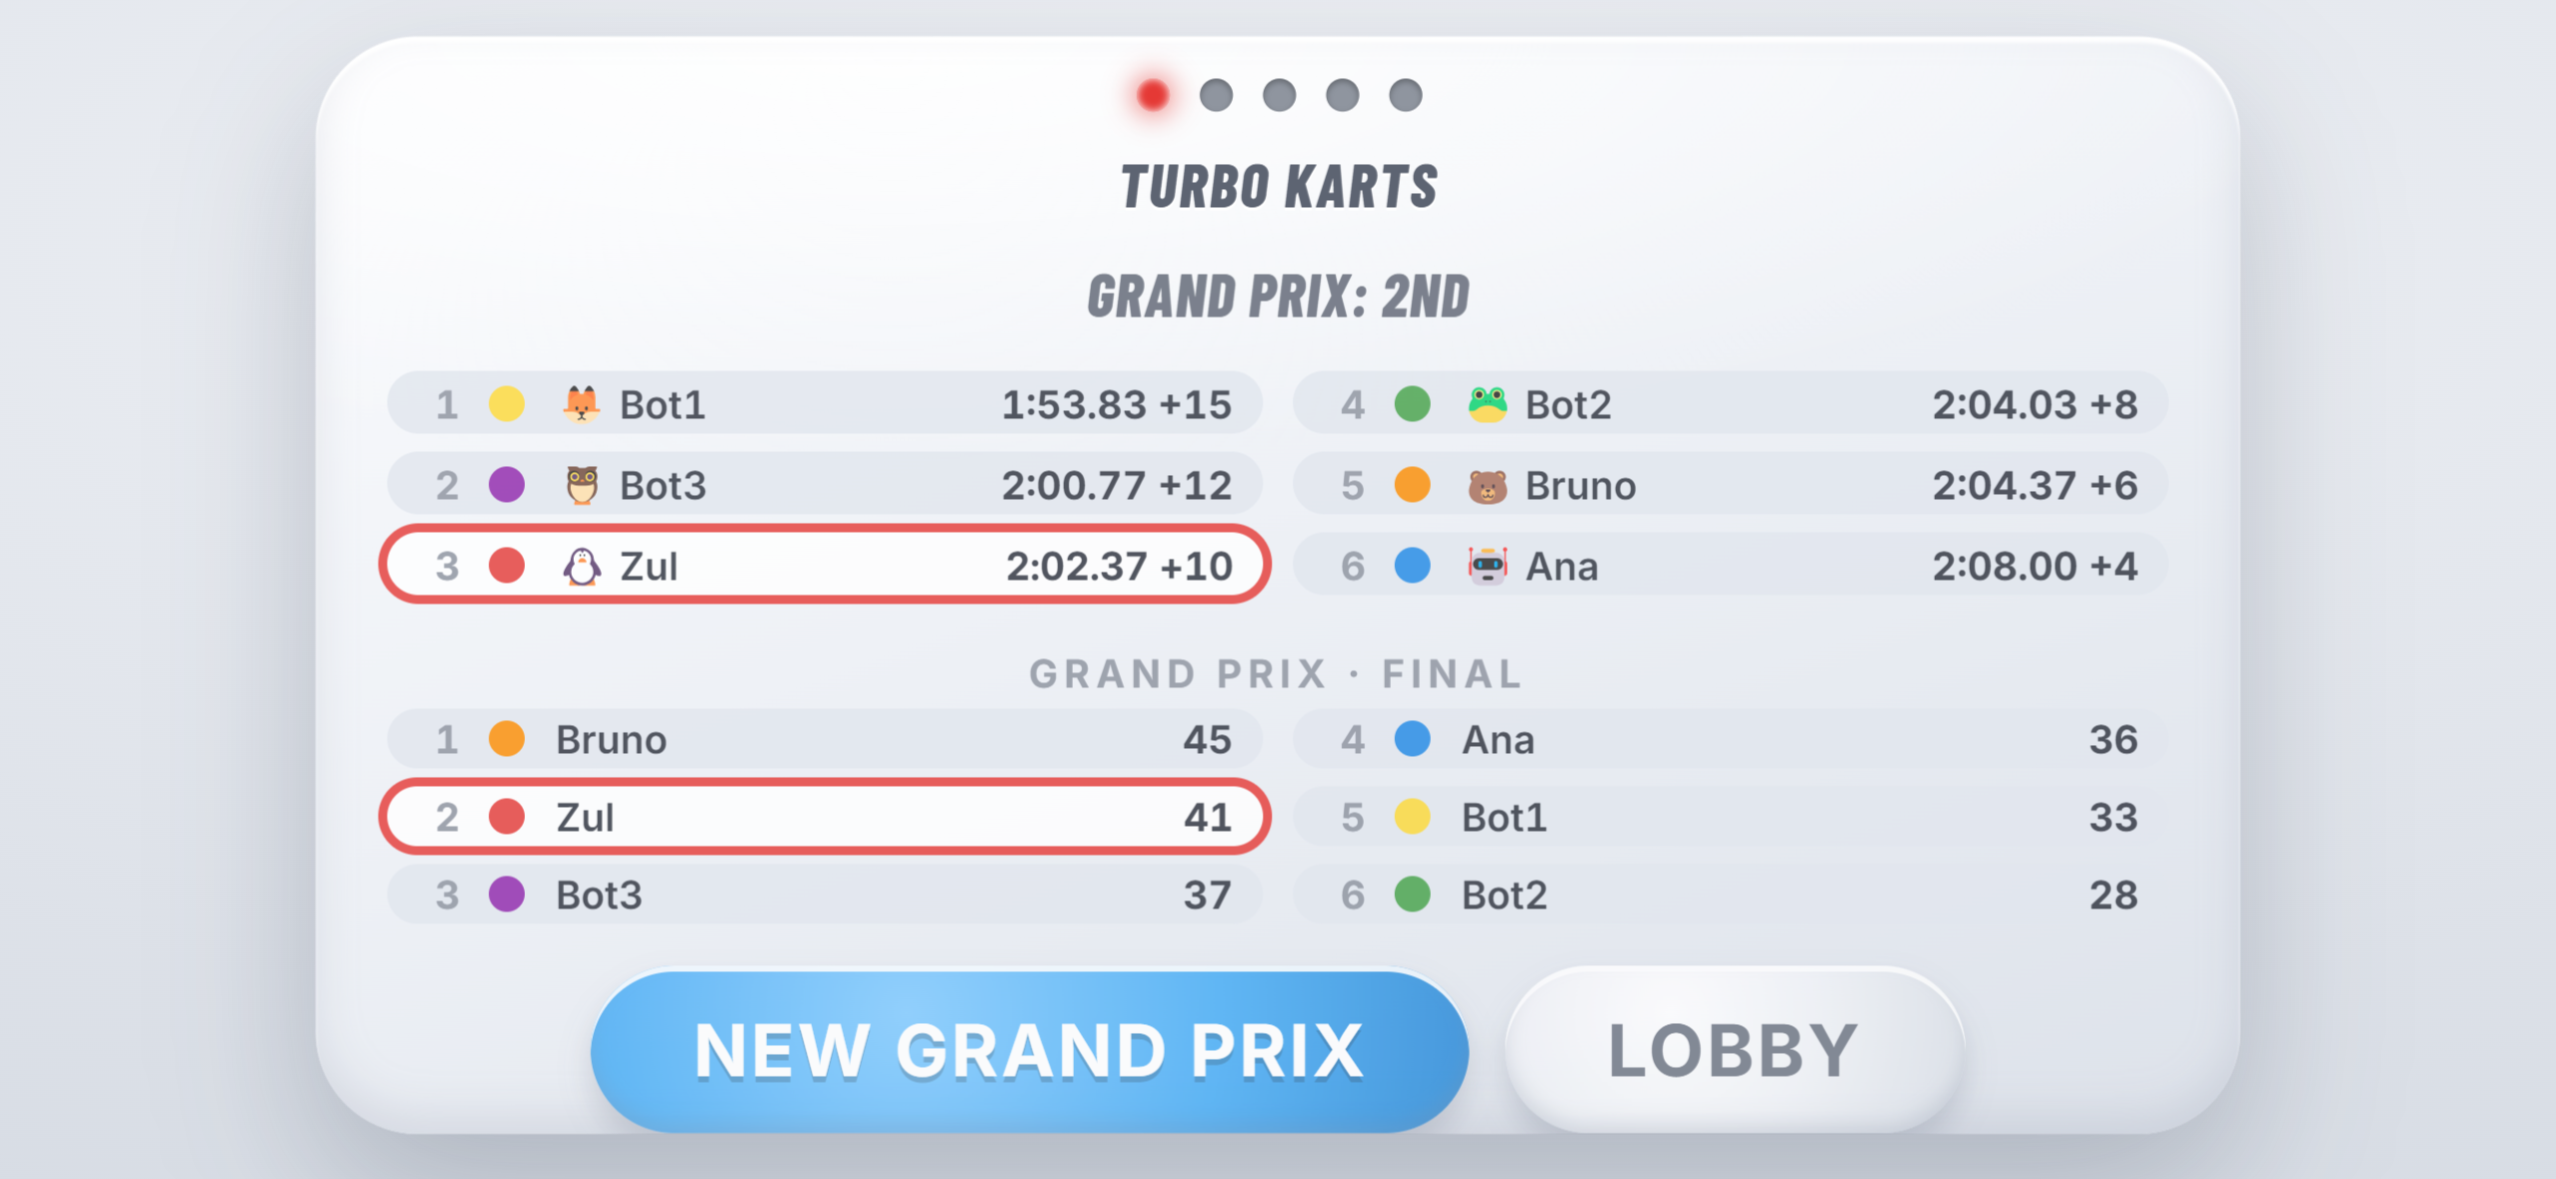 TURBO KARTS
GRAND PRIX: 2ND
1 Bot1 1:53.83 +15
2 Bot3 2:00.77 +12
3 Zul 2:02.37 +10
4 Bot2 2:04.03 +8
5 Bruno 2:04.37 +6
6 Ana 2:08.00 +4
GRAND PRIX · FINAL
1 Bruno 45
2 Zul 41
3 Bot3 37
4 Ana 36
5 Bot1 33
6 Bot2 28
NEW GRAND PRIX
LOBBY